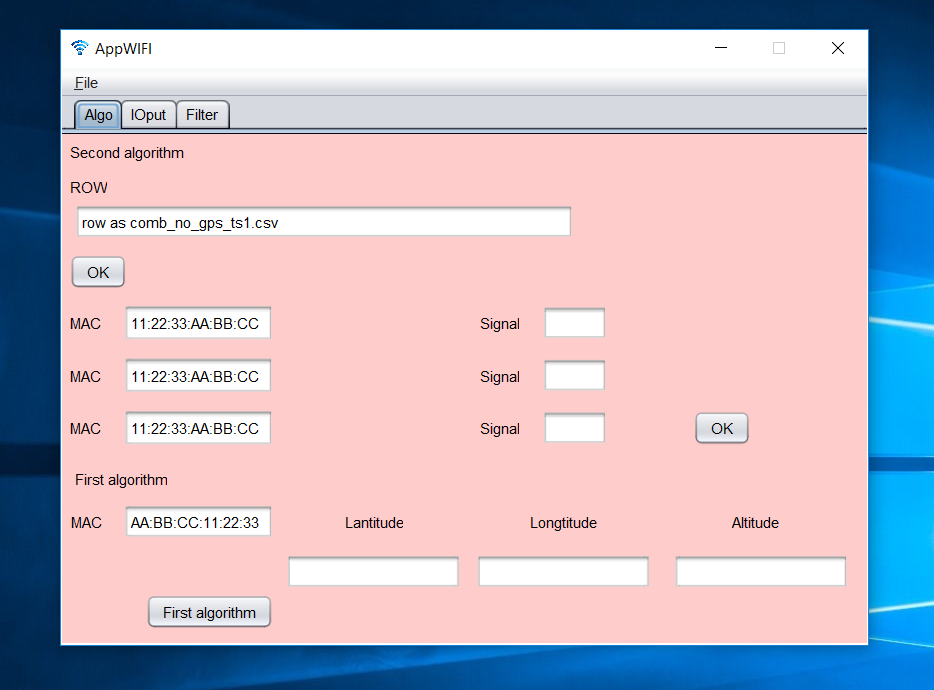 AppWIFI
File
Algo IOput Filter
Second algorithm
ROW
row as comb_no_gps_ts1.csv
OK
MAC 11:22:33:AA:BB:CC Signal
MAC 11:22:33:AA:BB:CC Signal
MAC 11:22:33:AA:BB:CC Signal OK
First algorithm
MAC AA:BB:CC:11:22:33 Lantitude Longtitude Altitude
First algorithm